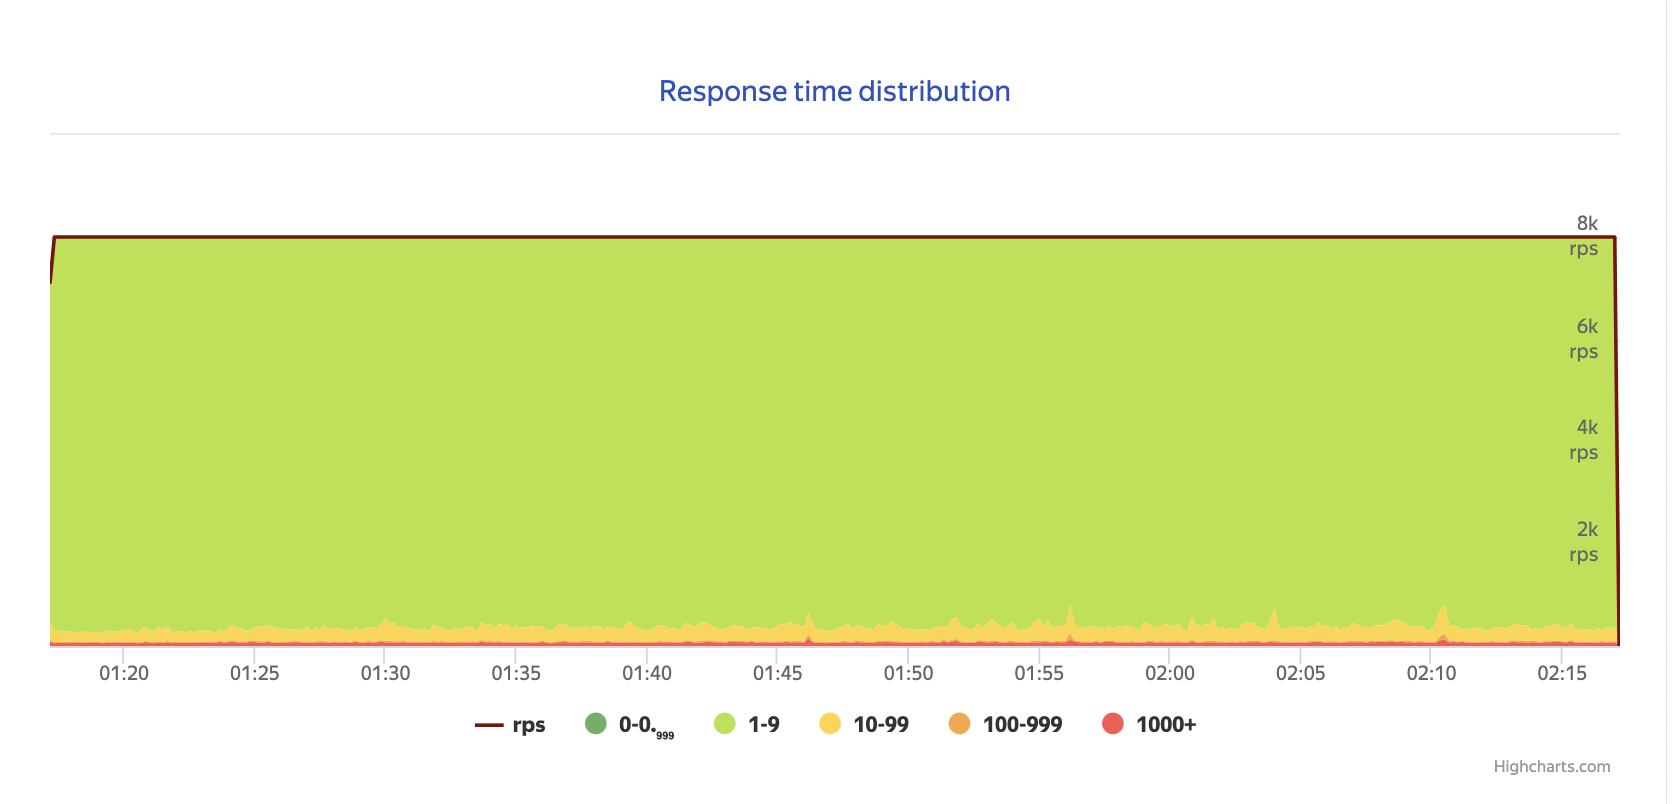 Response time distribution
8k
rps
6k
rps
4k
rps
2k
rps
01:20 01:25 01:30 01:35 01:40 01:45 01:50 01:55 02:00 02:05 02:10 02:15
rps 0-0.999 1-9 10-99 100-999 1000+
Highcharts.com